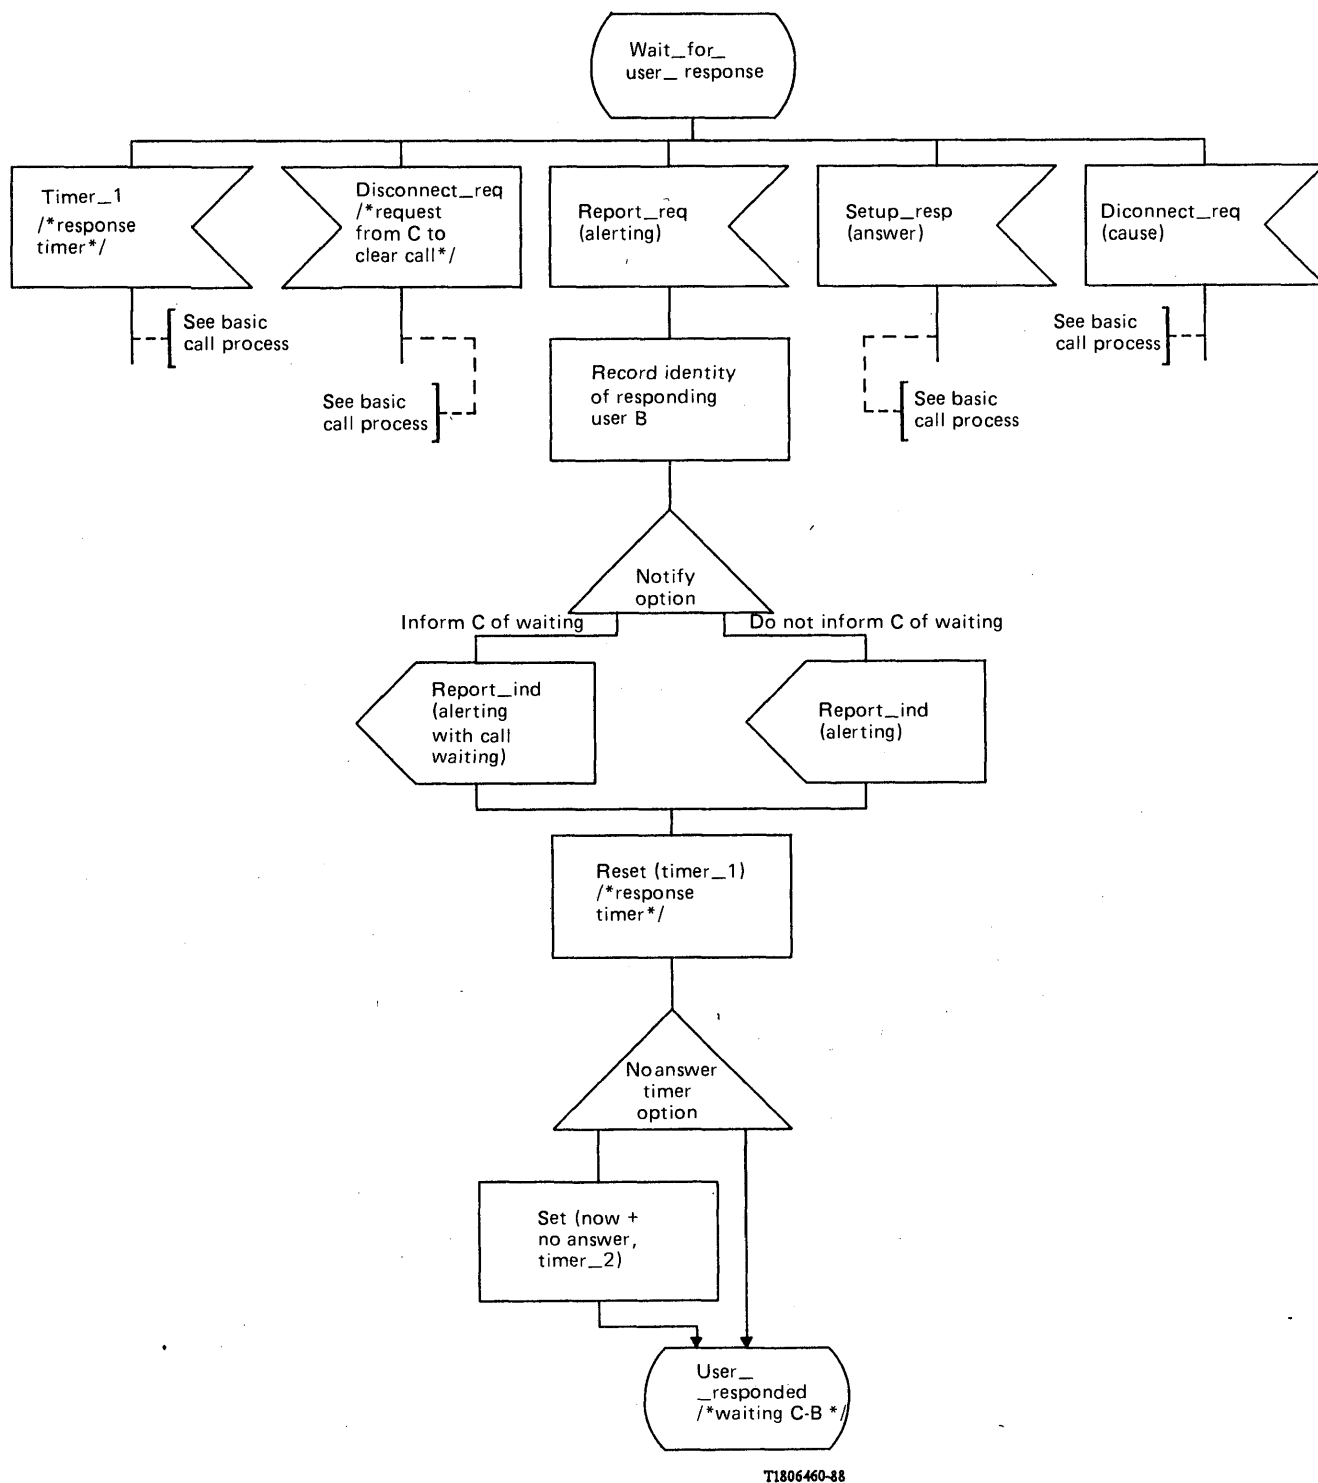 Wait_for_
user_ response
Timer_1
/*response
timer*/
Disconnect_req
/*request
from C to
clear call*/
Report_req
(alerting)
Setup_resp
(answer)
Diconnect_req
(cause)
See basic
call process
See basic
call process
Record identity
of responding
user B
See basic
call process
See basic
call process
Notify
option
Inform C of waiting
Do not inform C of waiting
Report_ind
(alerting
with call
waiting)
Report_ind
(alerting)
Reset (timer_1)
/*response
timer*/
No answer
timer
option
Set (now +
no answer,
timer_2)
User_
_responded
/*waiting C-B */
T1806460-88